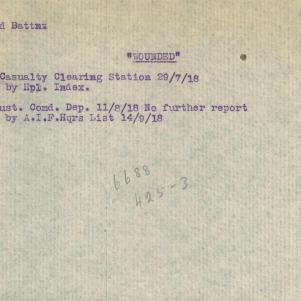 d Battn:
"WOUNDED"
Casualty Clearing Station 29/7/18
by Hpl. Index.
ust. Comd. Dep. 11/8/18 No further report
by A.I.F.Hqrs List 14/9/18
6688
425-3